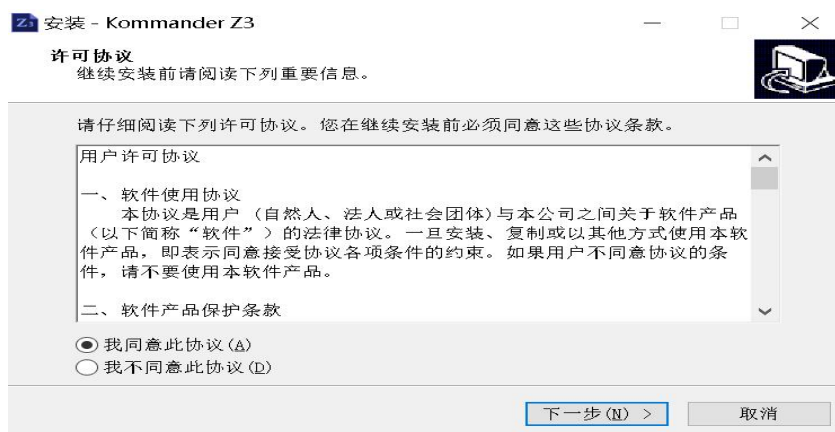 Z3 安装 - Kommander Z3
许可协议
继续安装前请阅读下列重要信息。
请仔细阅读下列许可协议。您在继续安装前必须同意这些协议条款。
用户许可协议
一、软件使用协议
本协议是用户 (自然人、法人或社会团体)与本公司之间关于软件产品
（以下简称“软件”）的法律协议。一旦安装、复制或以其他方式使用本软
件产品，即表示同意接受协议各项条件的约束。如果用户不同意协议的条
件，请不要使用本软件产品。
二、软件产品保护条款
我同意此协议(A)
我不同意此协议(D)
下一步(N) >
取消